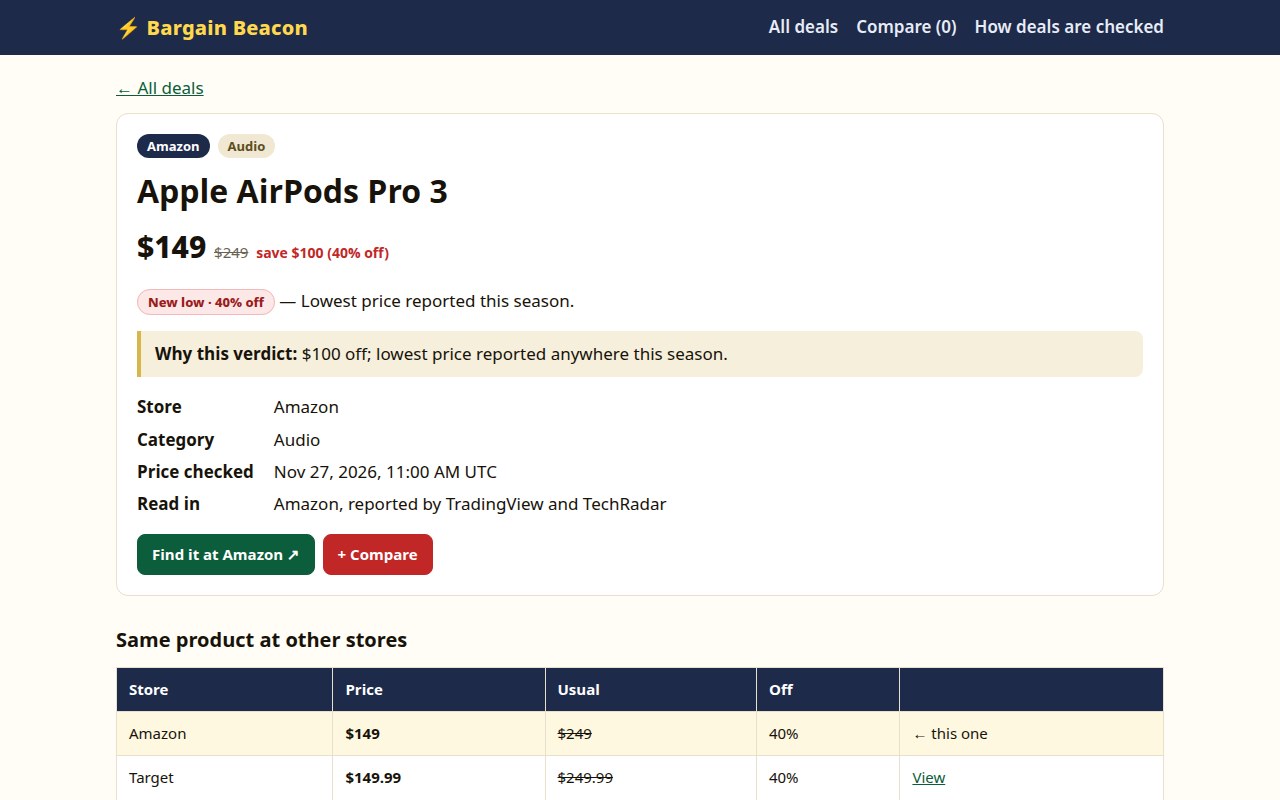 ⚡ Bargain Beacon
All deals Compare (0) How deals are checked
← All deals
Amazon Audio
Apple AirPods Pro 3
$149 $249 save $100 (40% off)
New low · 40% off — Lowest price reported this season.
Why this verdict: $100 off; lowest price reported anywhere this season.
Store Amazon
Category Audio
Price checked Nov 27, 2026, 11:00 AM UTC
Read in Amazon, reported by TradingView and TechRadar
Find it at Amazon ↗ + Compare
Same product at other stores
Store Price Usual Off
Amazon $149 $249 40% ← this one
Target $149.99 $249.99 40% View